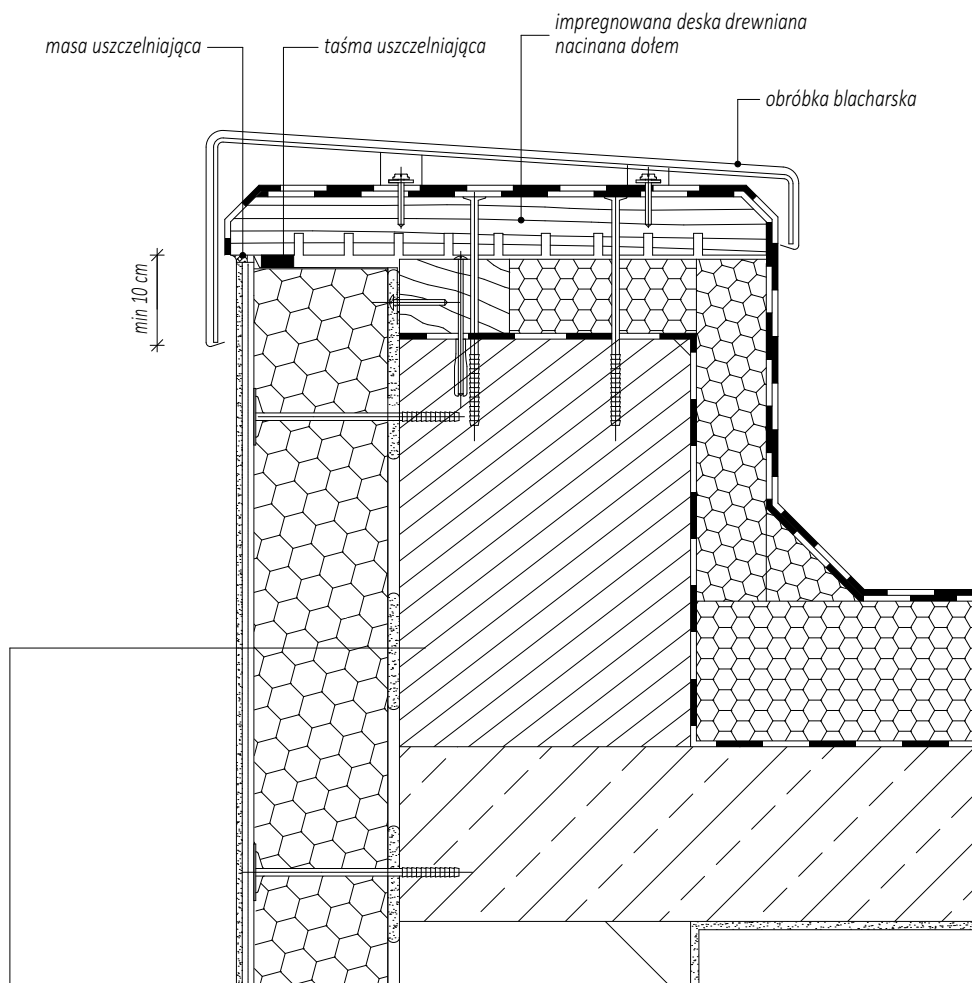 impregnowana deska drewniana
nacinana dołem
masa uszczelniająca
taśma uszczelniająca
obróbka blacharska
min 10 cm